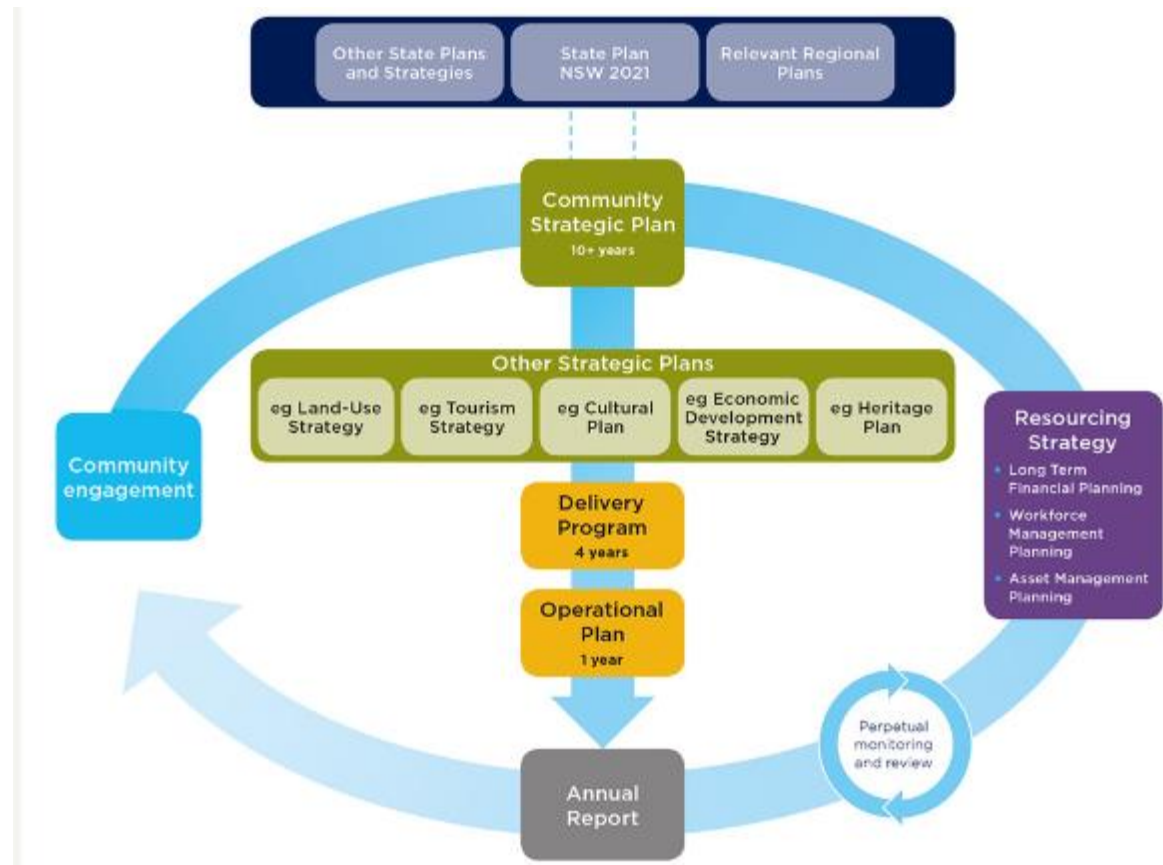 Other State Plans
and Strategies
State Plan
NSW 2021
Relevant Regional
Plans
Community
Strategic Plan
10+ years
Other Strategic Plans
eg Land-Use
Strategy
eg Tourism
Strategy
eg Cultural
Plan
eg Economic
Development
Strategy
eg Heritage
Plan
Community
engagement
Resourcing
Strategy
• Long Term
Financial Planning
• Workforce
Management
Planning
• Asset Management
Planning
Delivery
Program
4 years
Operational
Plan
1 year
Perpetual
monitoring
and review
Annual
Report